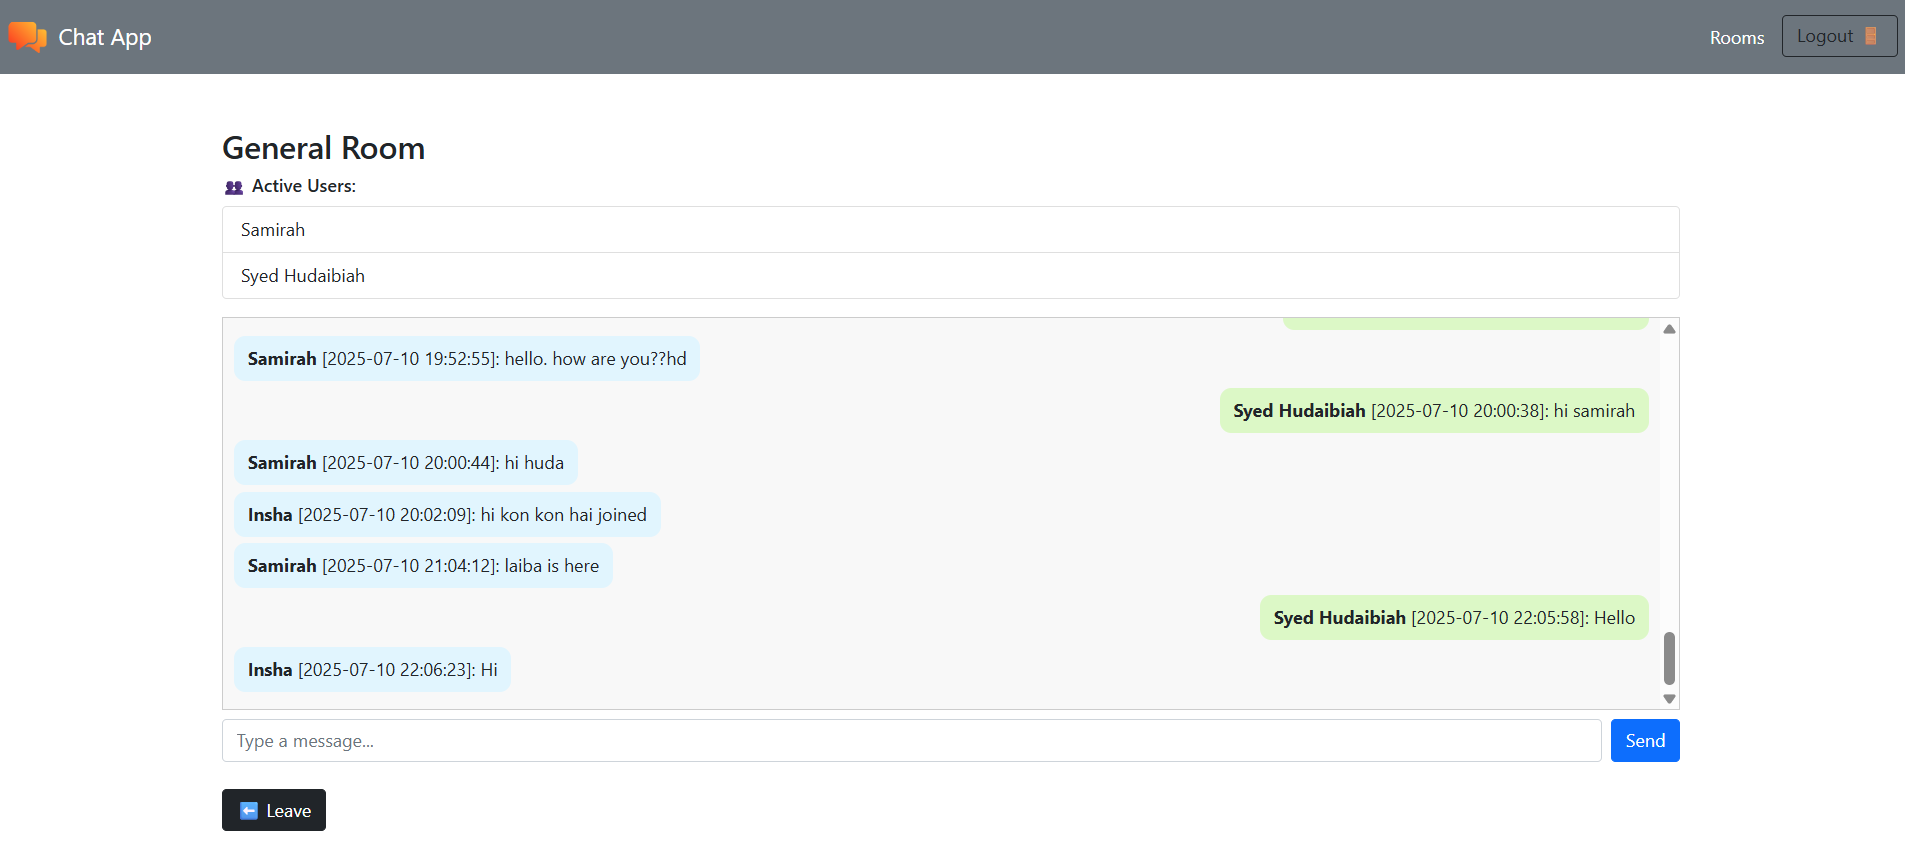 Chat App
Rooms
Logout
General Room
Active Users:
Samirah
Syed Hudaibiah
Samirah [2025-07-10 19:52:55]: hello. how are you??hd
Syed Hudaibiah [2025-07-10 20:00:38]: hi samirah
Samirah [2025-07-10 20:00:44]: hi huda
Insha [2025-07-10 20:02:09]: hi kon kon hai joined
Samirah [2025-07-10 21:04:12]: laiba is here
Syed Hudaibiah [2025-07-10 22:05:58]: Hello
Insha [2025-07-10 22:06:23]: Hi
Type a message...
Send
Leave